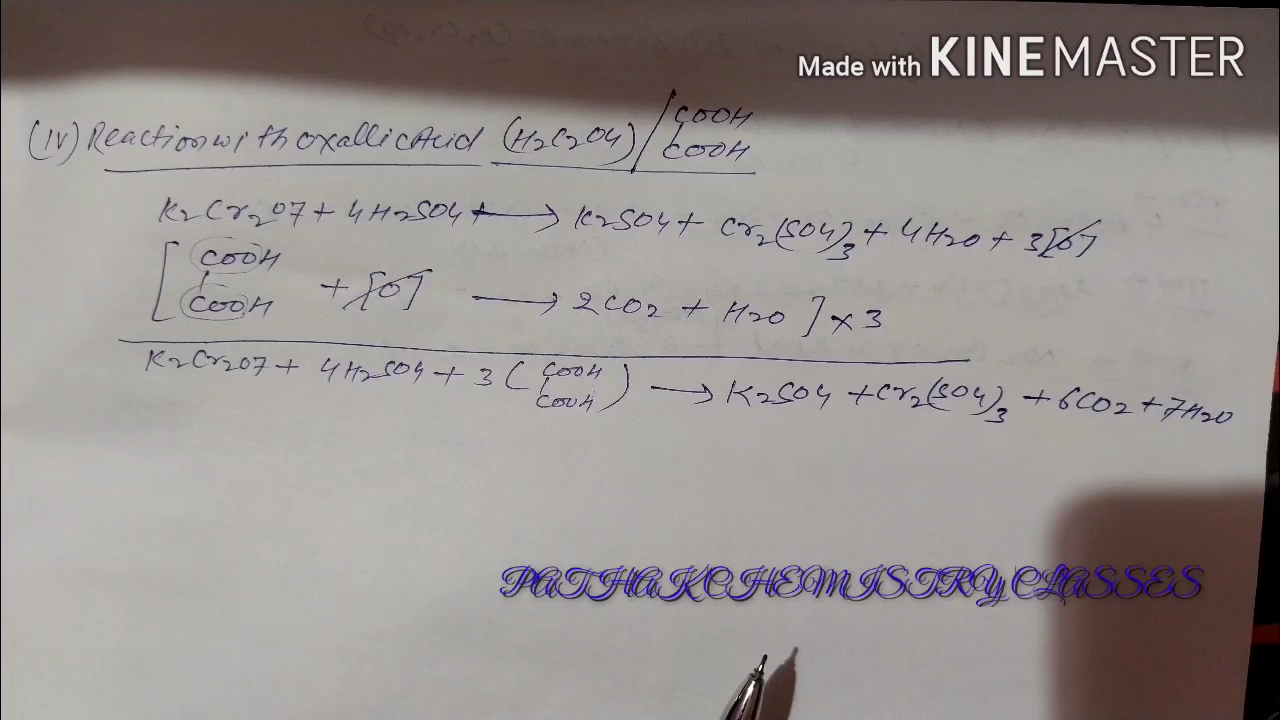 Made with KINEMASTER
(IV) Reaction with oxallic Acid (H2C2O4) / COOH
COOH
K2Cr2O7 + 4H2SO4 ⟶ K2SO4 + Cr2(SO4)3 + 4H2O + 3[O]
[COOH
COOH + [O] ⟶ 2CO2 + H2O ] × 3
K2Cr2O7 + 4H2SO4 + 3 ( COOH
COOH ) ⟶ K2SO4 + Cr2(SO4)3 + 6CO2 + 7H2O
PATHAK CHEMISTRY CLASSES